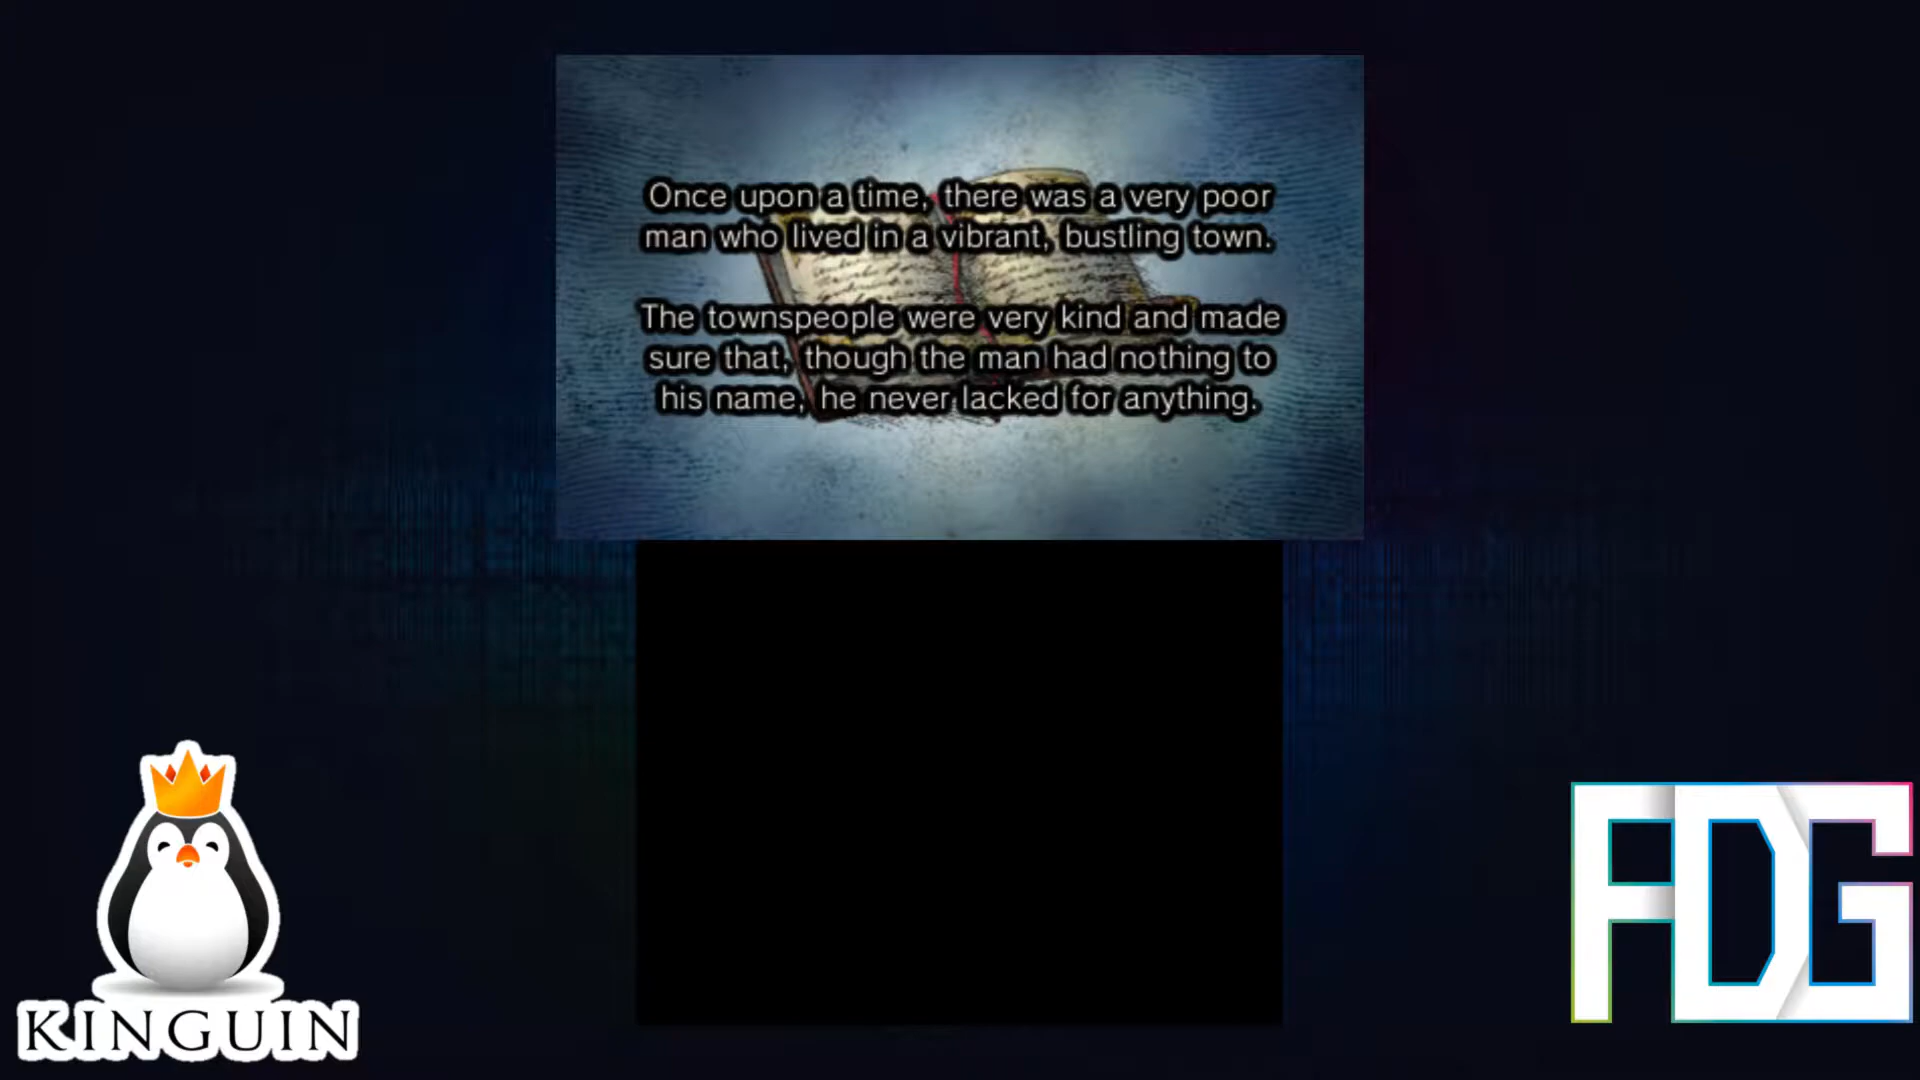 Once upon a time, there was a very poor
man who lived in a vibrant, bustling town.
The townspeople were very kind and made
sure that, though the man had nothing to
his name, he never lacked for anything.
KINGUIN
FDG